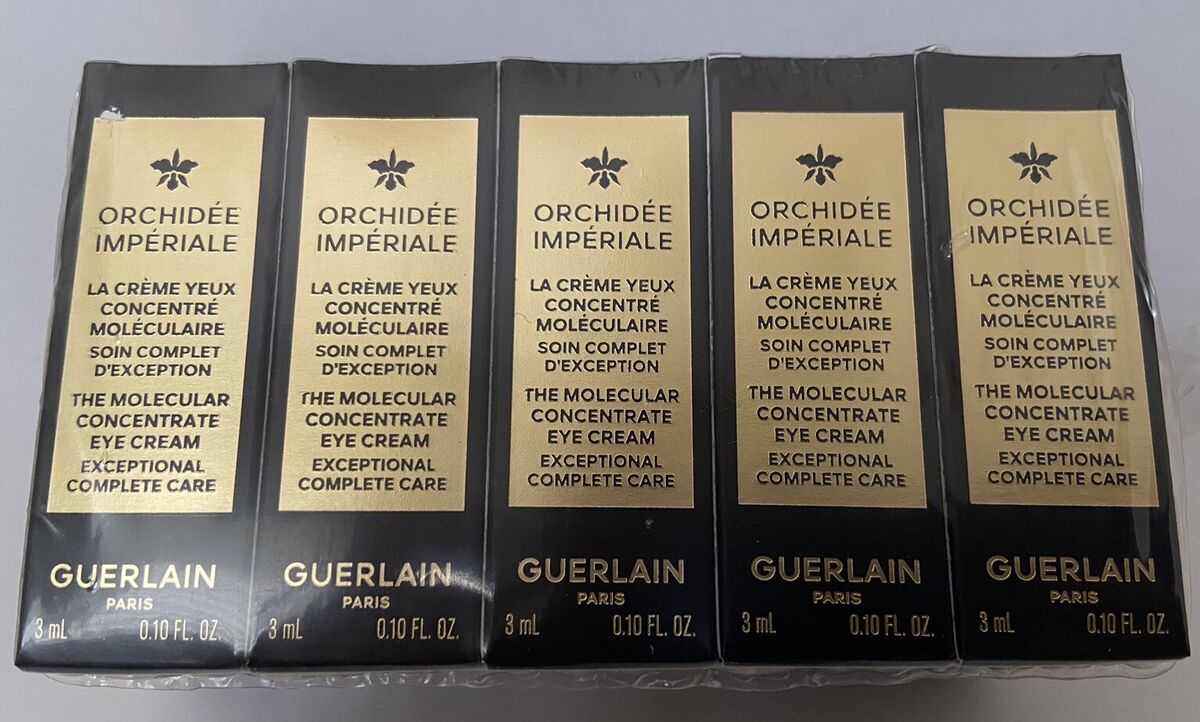 ORCHIDÉE
IMPÉRIALE
LA CRÈME YEUX
CONCENTRÉ
MOLÉCULAIRE
SOIN COMPLET
D'EXCEPTION
THE MOLECULAR
CONCENTRATE
EYE CREAM
EXCEPTIONAL
COMPLETE CARE
GUERLAIN
PARIS
3 mL 0.10 FL. OZ.
ORCHIDÉE
IMPÉRIALE
LA CRÈME YEUX
CONCENTRÉ
MOLÉCULAIRE
SOIN COMPLET
D'EXCEPTION
THE MOLECULAR
CONCENTRATE
EYE CREAM
EXCEPTIONAL
COMPLETE CARE
GUERLAIN
PARIS
3 mL 0.10 FL. OZ.
ORCHIDÉE
IMPÉRIALE
LA CRÈME YEUX
CONCENTRÉ
MOLÉCULAIRE
SOIN COMPLET
D'EXCEPTION
THE MOLECULAR
CONCENTRATE
EYE CREAM
EXCEPTIONAL
COMPLETE CARE
GUERLAIN
PARIS
3 mL 0.10 FL. OZ.
ORCHIDÉE
IMPÉRIALE
LA CRÈME YEUX
CONCENTRÉ
MOLÉCULAIRE
SOIN COMPLET
D'EXCEPTION
THE MOLECULAR
CONCENTRATE
EYE CREAM
EXCEPTIONAL
COMPLETE CARE
GUERLAIN
PARIS
3 mL 0.10 FL. OZ.
ORCHIDÉE
IMPÉRIALE
LA CRÈME YEUX
CONCENTRÉ
MOLÉCULAIRE
SOIN COMPLET
D'EXCEPTION
THE MOLECULAR
CONCENTRATE
EYE CREAM
EXCEPTIONAL
COMPLETE CARE
GUERLAIN
PARIS
3 mL 0.10 FL. OZ.